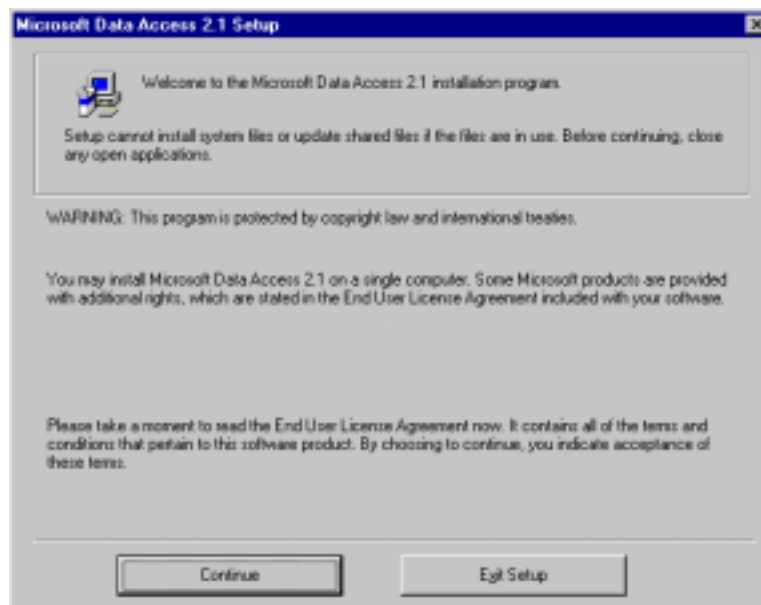 Microsoft Data Access 2.1 Setup
Welcome to the Microsoft Data Access 2.1 installation program.
Setup cannot install system files or update shared files if the files are in use. Before continuing, close
any open applications.
WARNING: This program is protected by copyright law and international treaties.
You may install Microsoft Data Access 2.1 on a single computer. Some Microsoft products are provided
with additional rights, which are stated in the End User License Agreement included with your software.
Please take a moment to read the End User License Agreement now. It contains all of the terms and
conditions that pertain to this software product. By choosing to continue, you indicate acceptance of
these terms.
Continue
Exit Setup